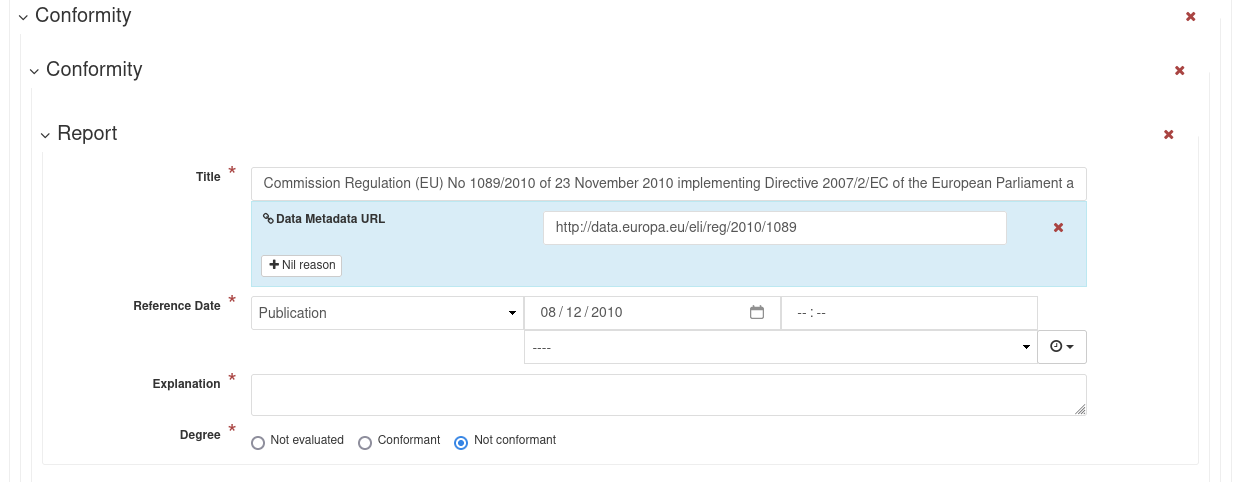 Conformity
Conformity
Report
Title *
Commission Regulation (EU) No 1089/2010 of 23 November 2010 implementing Directive 2007/2/EC of the European Parliament a
Data Metadata URL
http://data.europa.eu/eli/reg/2010/1089
Nil reason
Reference Date *
Publication
08 / 12 / 2010
-- : --
----
Explanation *
Degree *
Not evaluated Conformant Not conformant